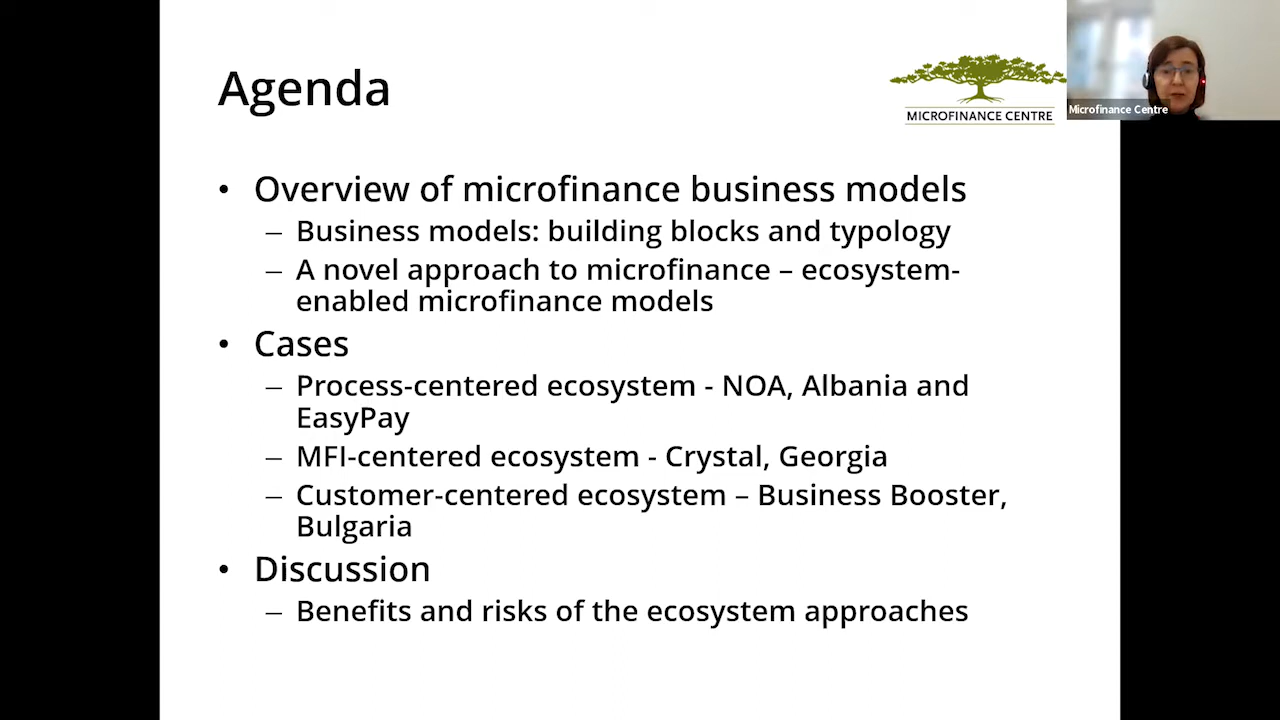 Agenda
MICROFINANCE CENTRE
Microfinance Centre
• Overview of microfinance business models
– Business models: building blocks and typology
– A novel approach to microfinance – ecosystem-
enabled microfinance models
• Cases
– Process-centered ecosystem - NOA, Albania and
EasyPay
– MFI-centered ecosystem - Crystal, Georgia
– Customer-centered ecosystem – Business Booster,
Bulgaria
• Discussion
– Benefits and risks of the ecosystem approaches